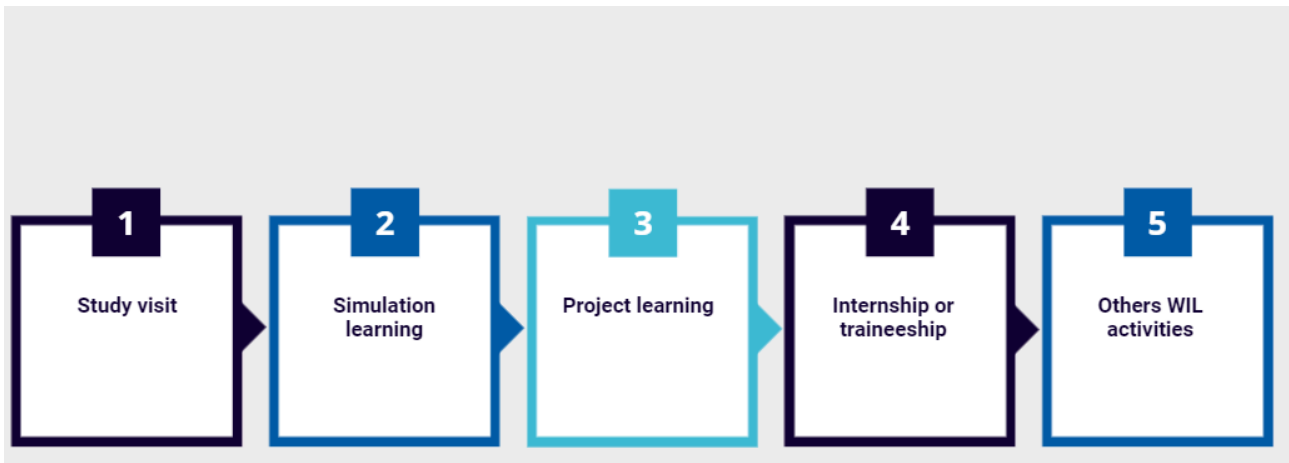 1
Study visit
2
Simulation
learning
3
Project learning
4
Internship or
traineeship
5
Others WIL
activities